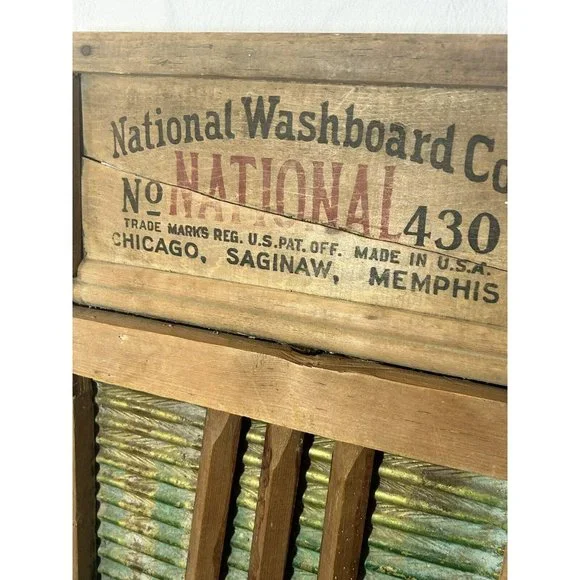 National Washboard Co
No NATIONAL 430
TRADE MARKS REG. U.S. PAT. OFF. MADE IN U.S.A.
CHICAGO, SAGINAW, MEMPHIS